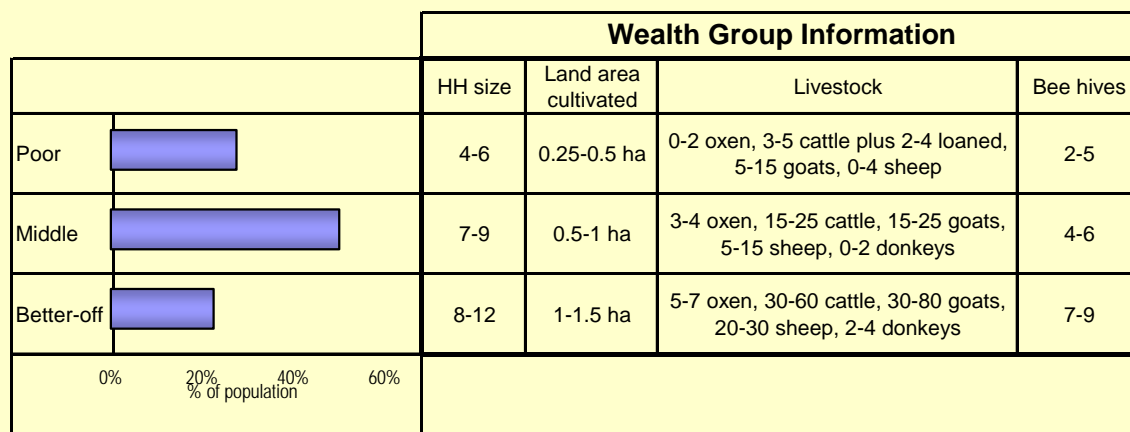 Wealth Group Information
HH size
Land area
cultivated
Livestock
Bee hives
Poor
4-6
0.25-0.5 ha
0-2 oxen, 3-5 cattle plus 2-4 loaned,
5-15 goats, 0-4 sheep
2-5
Middle
7-9
0.5-1 ha
3-4 oxen, 15-25 cattle, 15-25 goats,
5-15 sheep, 0-2 donkeys
4-6
Better-off
8-12
1-1.5 ha
5-7 oxen, 30-60 cattle, 30-80 goats,
20-30 sheep, 2-4 donkeys
7-9
0% 20% 40% 60%
% of population